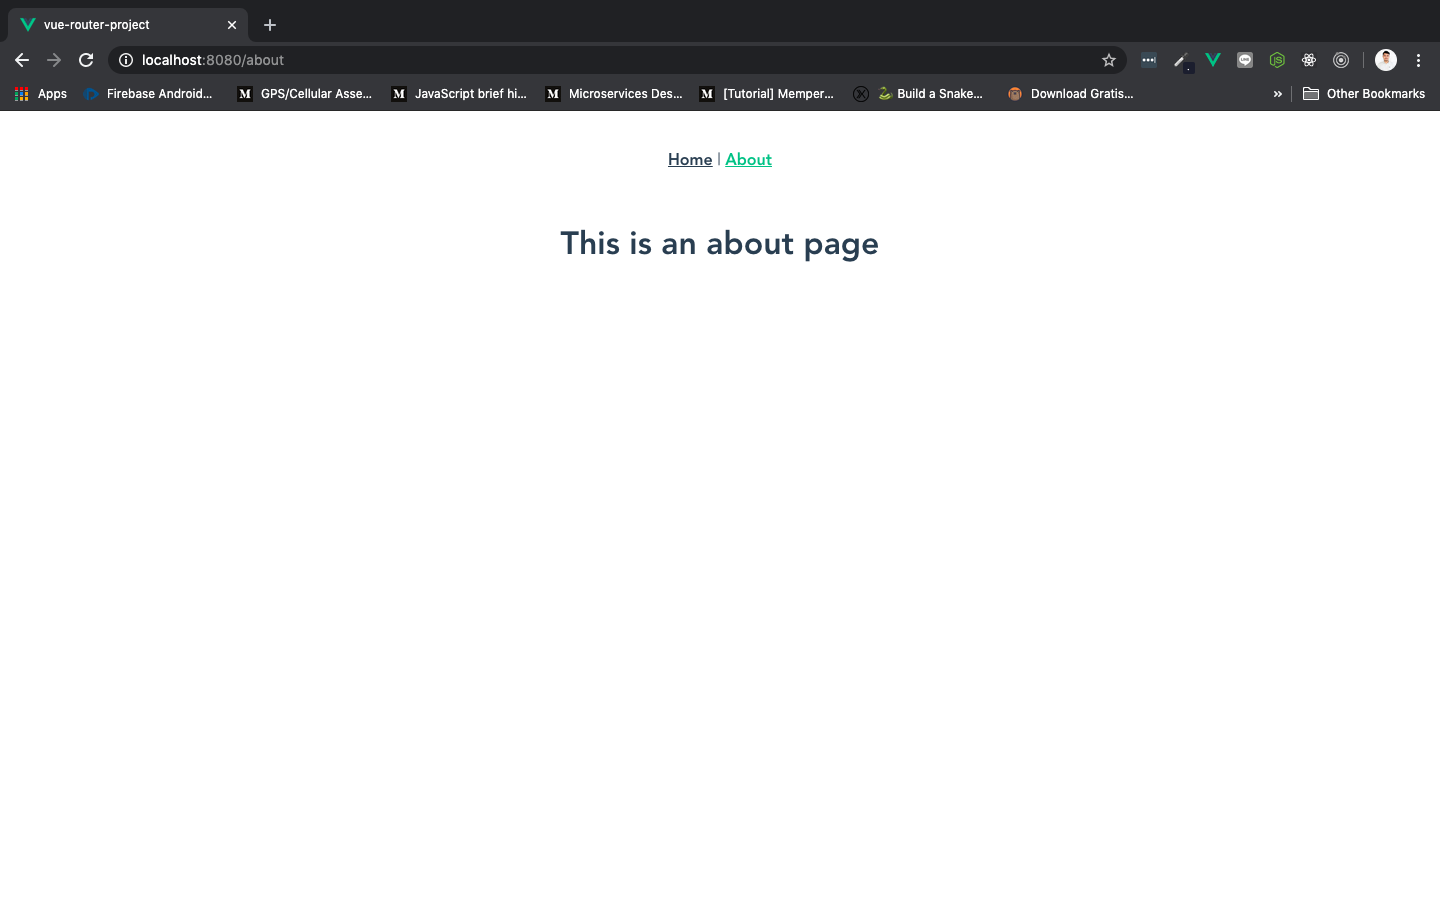 vue-router-project
localhost:8080/about
Apps Firebase Android... GPS/Cellular Asse... JavaScript brief hi... Microservices Des... [Tutorial] Memper... Build a Snake... Download Gratis... » Other Bookmarks
Home | About
This is an about page